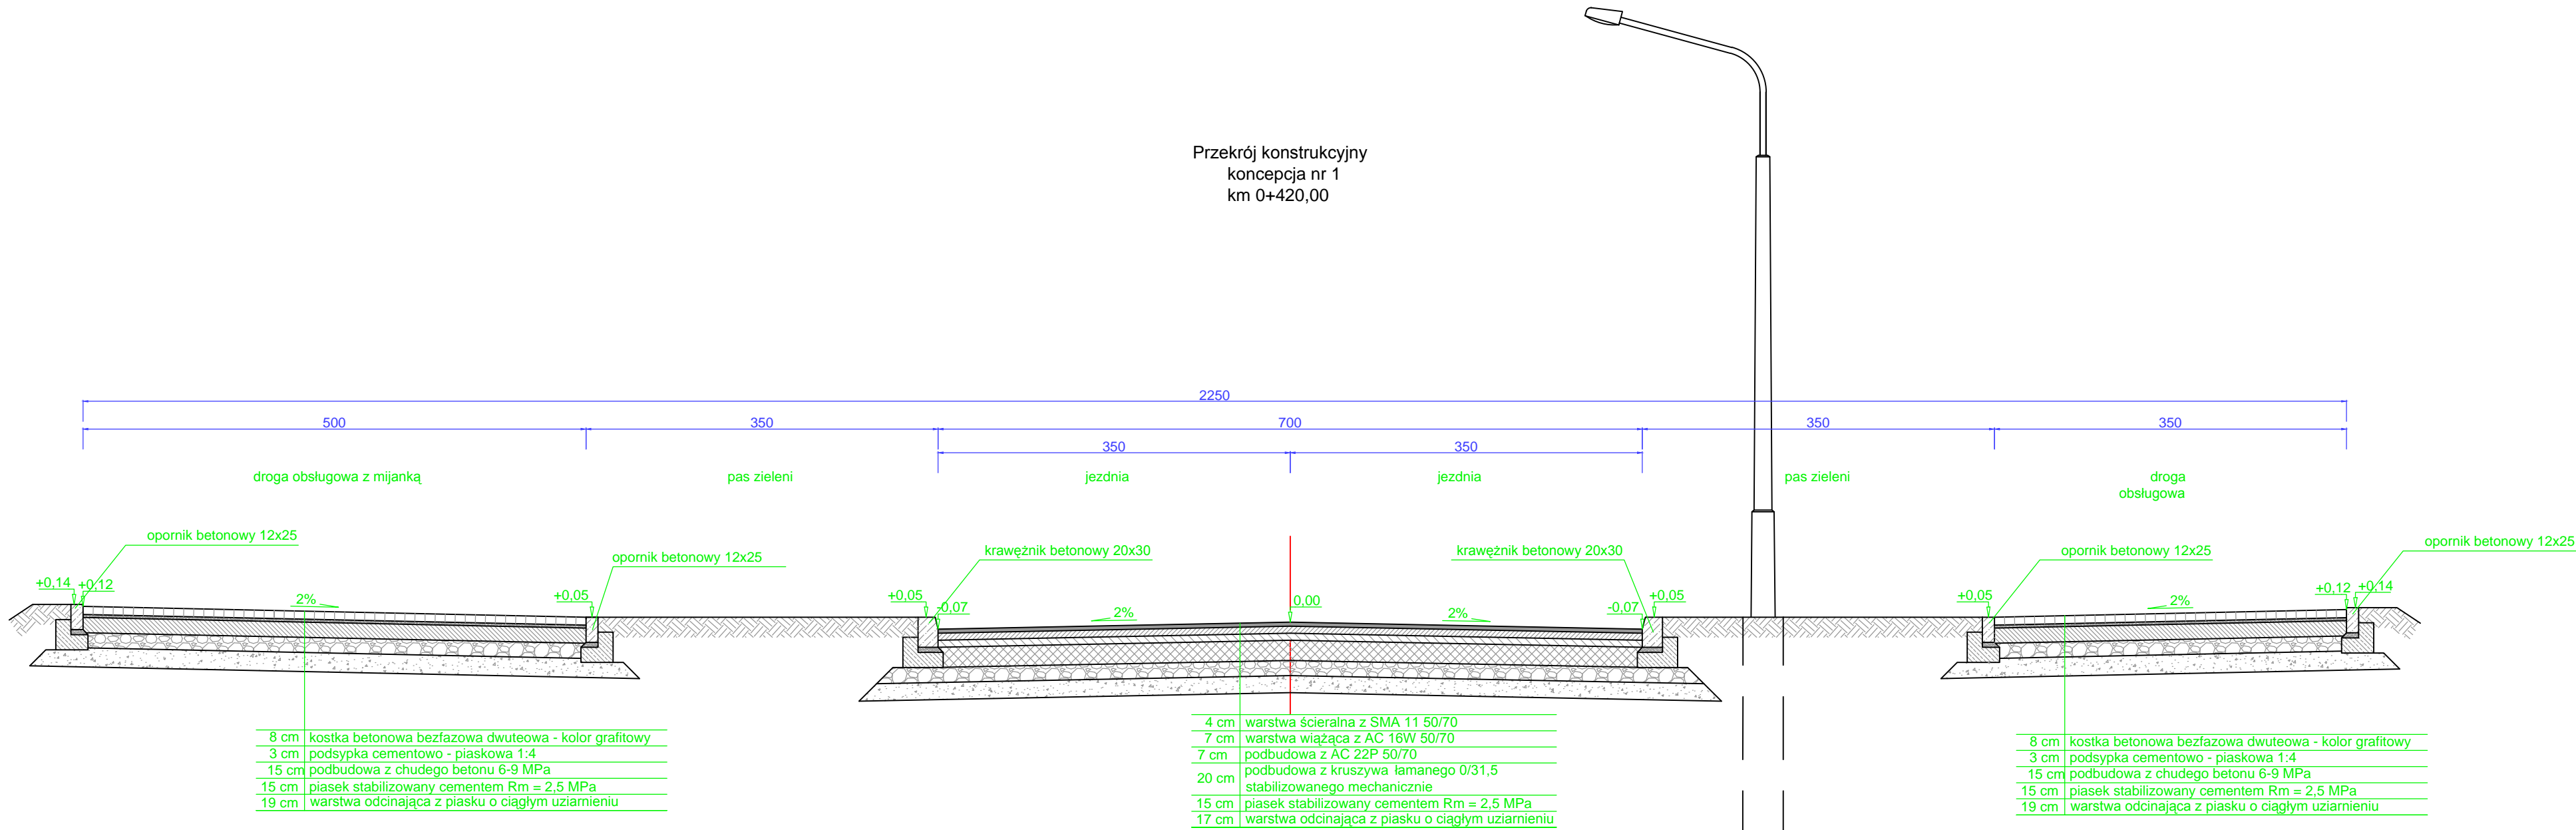 Przekrój konstrukcyjny
koncepcja nr 1
km 0+420,00
2250
500
350
700
350
350
350
350
droga obsługowa z mijanką
pas zieleni
jezdnia
jezdnia
pas zieleni
droga
obsługowa
opornik betonowy 12x25
opornik betonowy 12x25
krawężnik betonowy 20x30
krawężnik betonowy 20x30
opornik betonowy 12x25
opornik betonowy 12x25
+0,14
+0,12
2%
+0,05
+0,05
-0,07
2%
0.00
2%
-0,07
+0,05
+0,05
2%
+0,12
+0,14
8 cm kostka betonowa bezfazowa dwuteowa - kolor grafitowy
3 cm podsypka cementowo - piaskowa 1:4
15 cm podbudowa z chudego betonu 6-9 MPa
15 cm piasek stabilizowany cementem Rm = 2,5 MPa
19 cm warstwa odcinająca z piasku o ciągłym uziarnieniu
4 cm warstwa ścieralna z SMA 11 50/70
7 cm warstwa wiążąca z AC 16W 50/70
7 cm podbudowa z AC 22P 50/70
20 cm podbudowa z kruszywa łamanego 0/31,5
stabilizowanego mechanicznie
15 cm piasek stabilizowany cementem Rm = 2,5 MPa
17 cm warstwa odcinająca z piasku o ciągłym uziarnieniu
8 cm kostka betonowa bezfazowa dwuteowa - kolor grafitowy
3 cm podsypka cementowo - piaskowa 1:4
15 cm podbudowa z chudego betonu 6-9 MPa
15 cm piasek stabilizowany cementem Rm = 2,5 MPa
19 cm warstwa odcinająca z piasku o ciągłym uziarnieniu